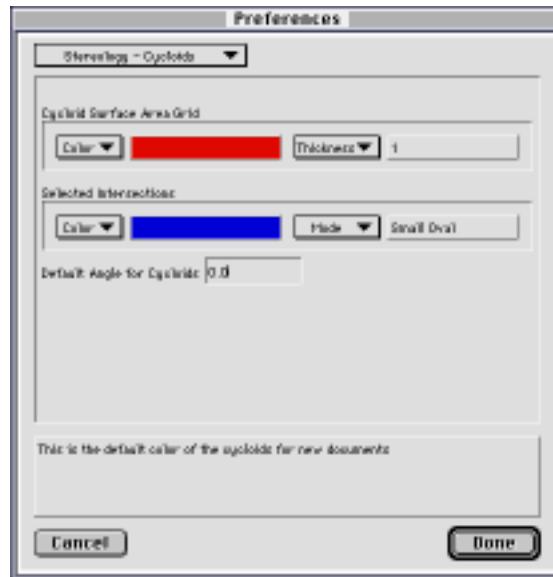 Preferences
Stereology - Cycloids
Cycloid Surface Area Grid
Color Thickness 1
Selected Intersections
Color Mode Small Oval
Default Angle for Cycloids 0.0
This is the default color of the cycloids for new documents
Cancel Done